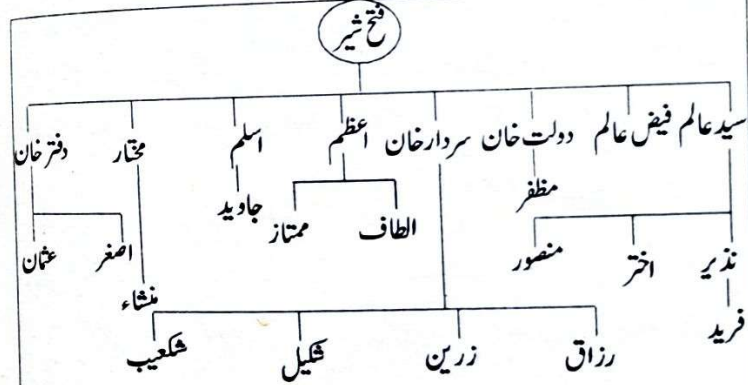 فتح شیر
سید عالم فیض عالم دولت خان سردار خان اعظم اسلم مختار دفتر خان
مظفر جاوید
الطاف ممتاز
نذیر اختر منصور اصغر عثمان
منشاء
فرید
رزاق زرین شکیل شکعیب